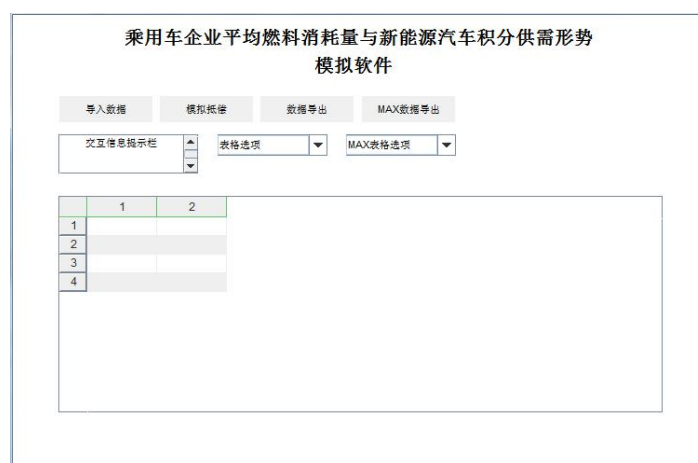 乘用车企业平均燃料消耗量与新能源汽车积分供需形势
模拟软件
导入数据 模拟抵偿 数据导出 MAX数据导出
交互信息提示栏 表格选项 MAX表格选项
1 2
1
2
3
4